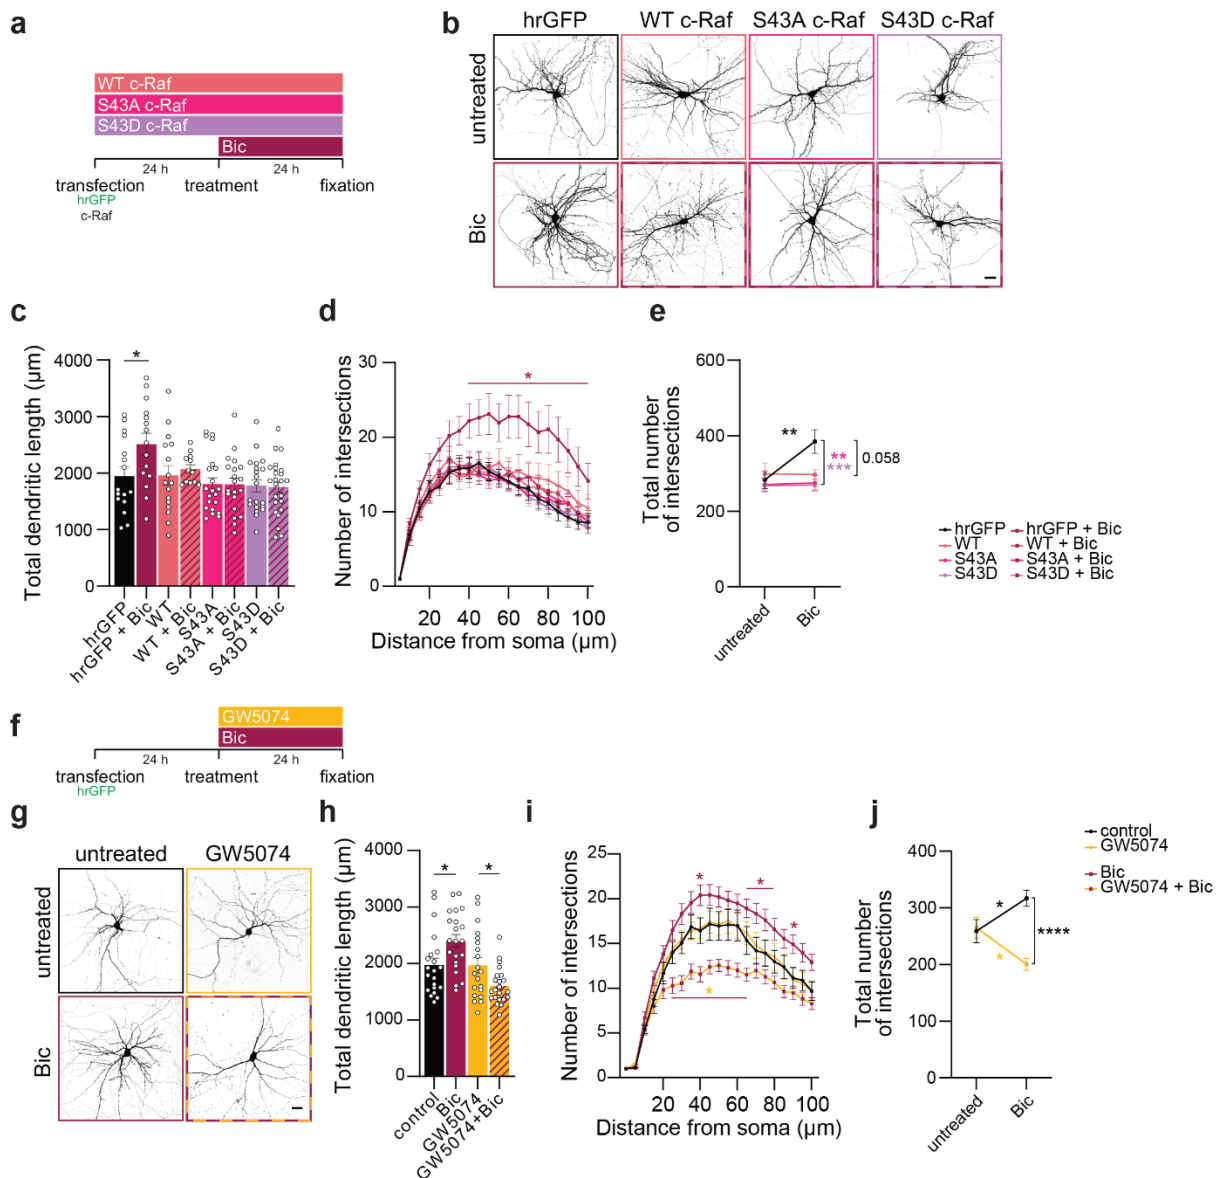 a
WT c-Raf
S43A c-Raf
S43D c-Raf
Bic
24 h
24 h
transfection
treatment
fixation
hrGFP
c-Raf
b
hrGFP
WT c-Raf
S43A c-Raf
S43D c-Raf
untreated
Bic
c
Total dendritic length (µm)
4000
3000
2000
1000
0
*
hrGFP
hrGFP + Bic
WT
WT + Bic
S43A
S43A + Bic
S43D
S43D + Bic
d
Number of intersections
30
20
10
0
*
20
40
60
80
100
Distance from soma (µm)
e
Total number
of intersections
600
400
200
0
**
**
***
0.058
untreated
Bic
hrGFP
WT
S43A
S43D
hrGFP + Bic
WT + Bic
S43A + Bic
S43D + Bic
f
GW5074
Bic
24 h
24 h
transfection
treatment
fixation
hrGFP
g
untreated
GW5074
untreated
Bic
h
Total dendritic length (µm)
4000
3000
2000
1000
0
*
*
control
Bic
GW5074
GW5074+Bic
i
Number of intersections
25
20
15
10
5
0
*
*
*
*
20
40
60
80
100
Distance from soma (µm)
j
Total number
of intersections
400
300
200
100
0
*
*
****
untreated
Bic
control
GW5074
Bic
GW5074 + Bic